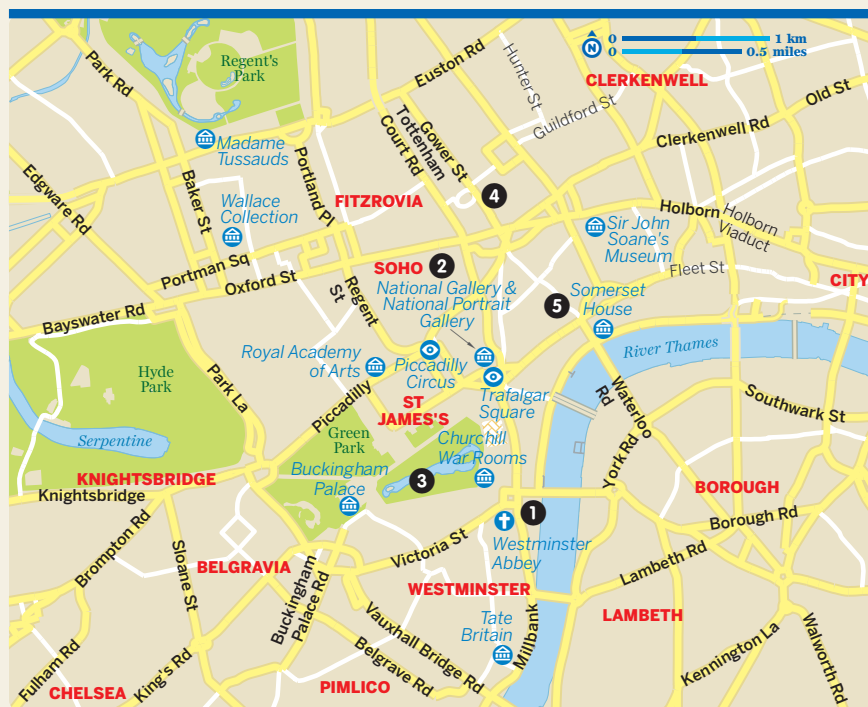 0 1 km
N
0 0.5 miles
Regent's
Park
Park Rd
Euston Rd
Hunter St
CLERKENWELL
Old St
Guildford St
Clerkenwell Rd
Madame
Tussauds
Tottenham
Court Rd
Gower St
Edgware Rd
Baker St
Portland Pl
Wallace
Collection
FITZROVIA
4
Holborn
Holborn
Viaduct
Sir John
Soane's
Museum
Portman Sq
Oxford St
SOHO
2
Fleet St
CITY
Regent
St
National Gallery &
National Portrait
Gallery
5
Somerset
House
Bayswater Rd
River Thames
Hyde
Park
Park La
Royal Academy
of Arts
Piccadilly
Circus
Trafalgar
Square
Piccadilly
ST
JAMES'S
Waterloo
Rd
Southwark St
Serpentine
Green
Park
Churchill
War Rooms
York Rd
KNIGHTSBRIDGE
Knightsbridge
Buckingham
Palace
3
BOROUGH
1
Borough Rd
Brompton Rd
Sloane St
Victoria St
Westminster
Abbey
Lambeth Rd
BELGRAVIA
Buckingham
Palace Rd
WESTMINSTER
LAMBETH
Tate
Britain
Millbank
Vauxhall Bridge Rd
Belgrave Rd
Kennington La
Walworth Rd
Fulham Rd
CHELSEA
King's Rd
PIMLICO